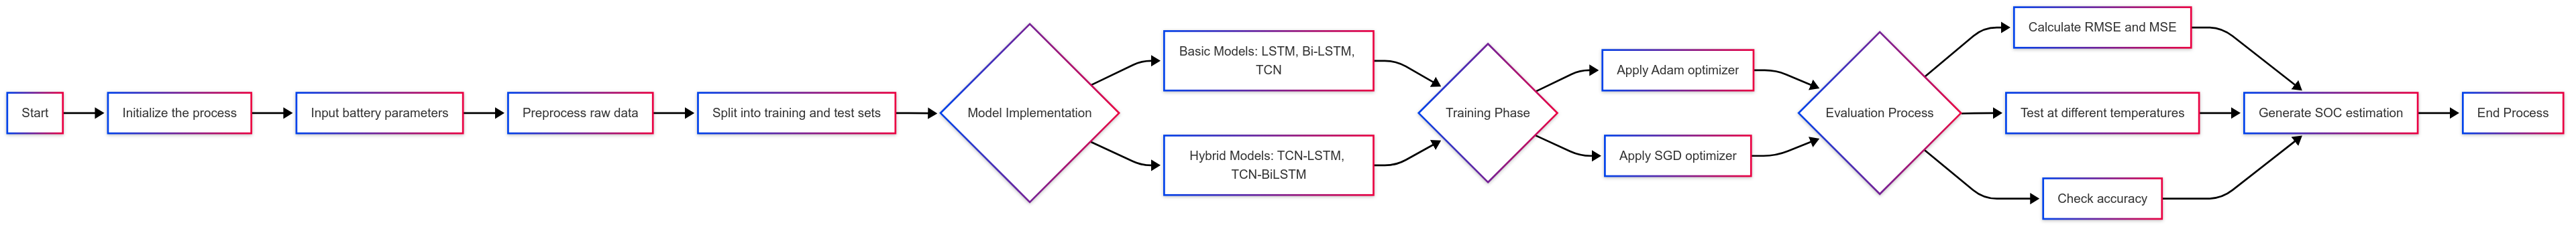 Start
Initialize the process
Input battery parameters
Preprocess raw data
Split into training and test sets
Model Implementation
Basic Models: LSTM, Bi-LSTM,
TCN
Hybrid Models: TCN-LSTM,
TCN-BiLSTM
Training Phase
Apply Adam optimizer
Apply SGD optimizer
Evaluation Process
Calculate RMSE and MSE
Test at different temperatures
Check accuracy
Generate SOC estimation
End Process